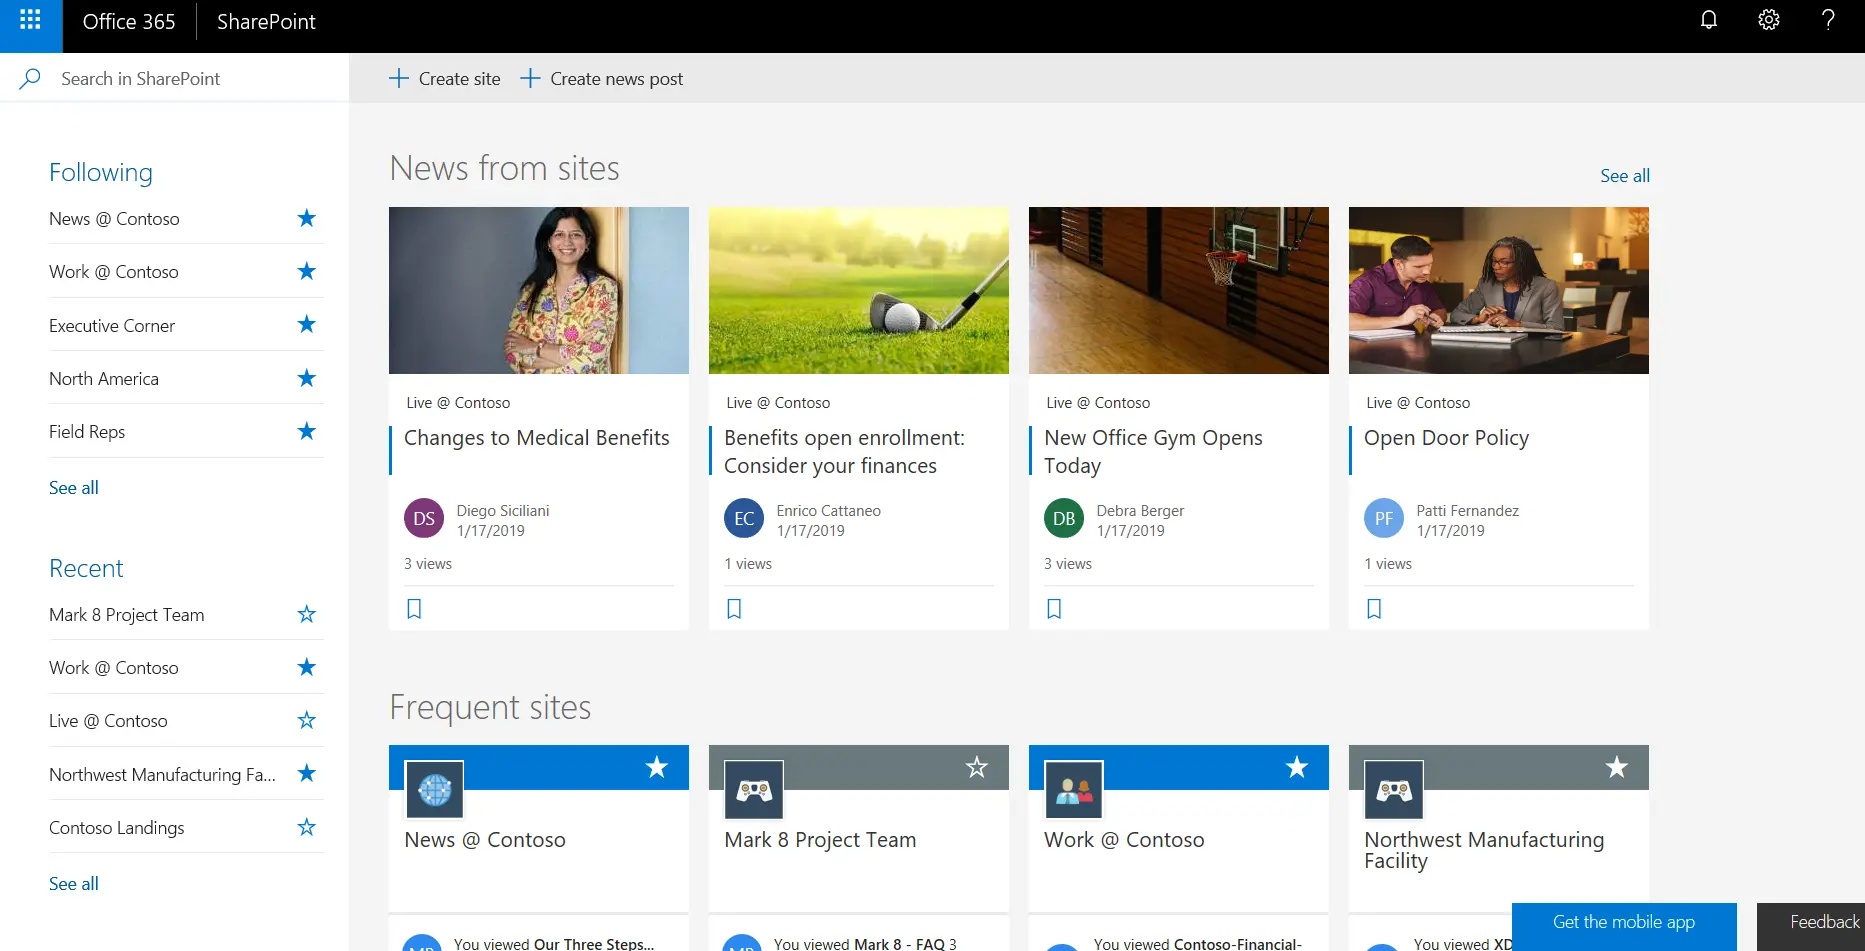 Office 365
SharePoint
Search in SharePoint
Create site
Create news post
Following
News @ Contoso
Work @ Contoso
Executive Corner
North America
Field Reps
See all
Recent
Mark 8 Project Team
Work @ Contoso
Live @ Contoso
Northwest Manufacturing Fa...
Contoso Landings
See all
News from sites
See all
Live @ Contoso
Changes to Medical Benefits
DS
Diego Siciliani
1/17/2019
3 views
Live @ Contoso
Benefits open enrollment:
Consider your finances
EC
Enrico Cattaneo
1/17/2019
1 views
Live @ Contoso
New Office Gym Opens
Today
DB
Debra Berger
1/17/2019
3 views
Live @ Contoso
Open Door Policy
PF
Patti Fernandez
1/17/2019
1 views
Frequent sites
News @ Contoso
You viewed Our Three Steps...
Mark 8 Project Team
You viewed Mark 8 - FAQ 3
Work @ Contoso
You viewed Contoso-Financial-
Northwest Manufacturing
Facility
You viewed XD
Get the mobile app
Feedback